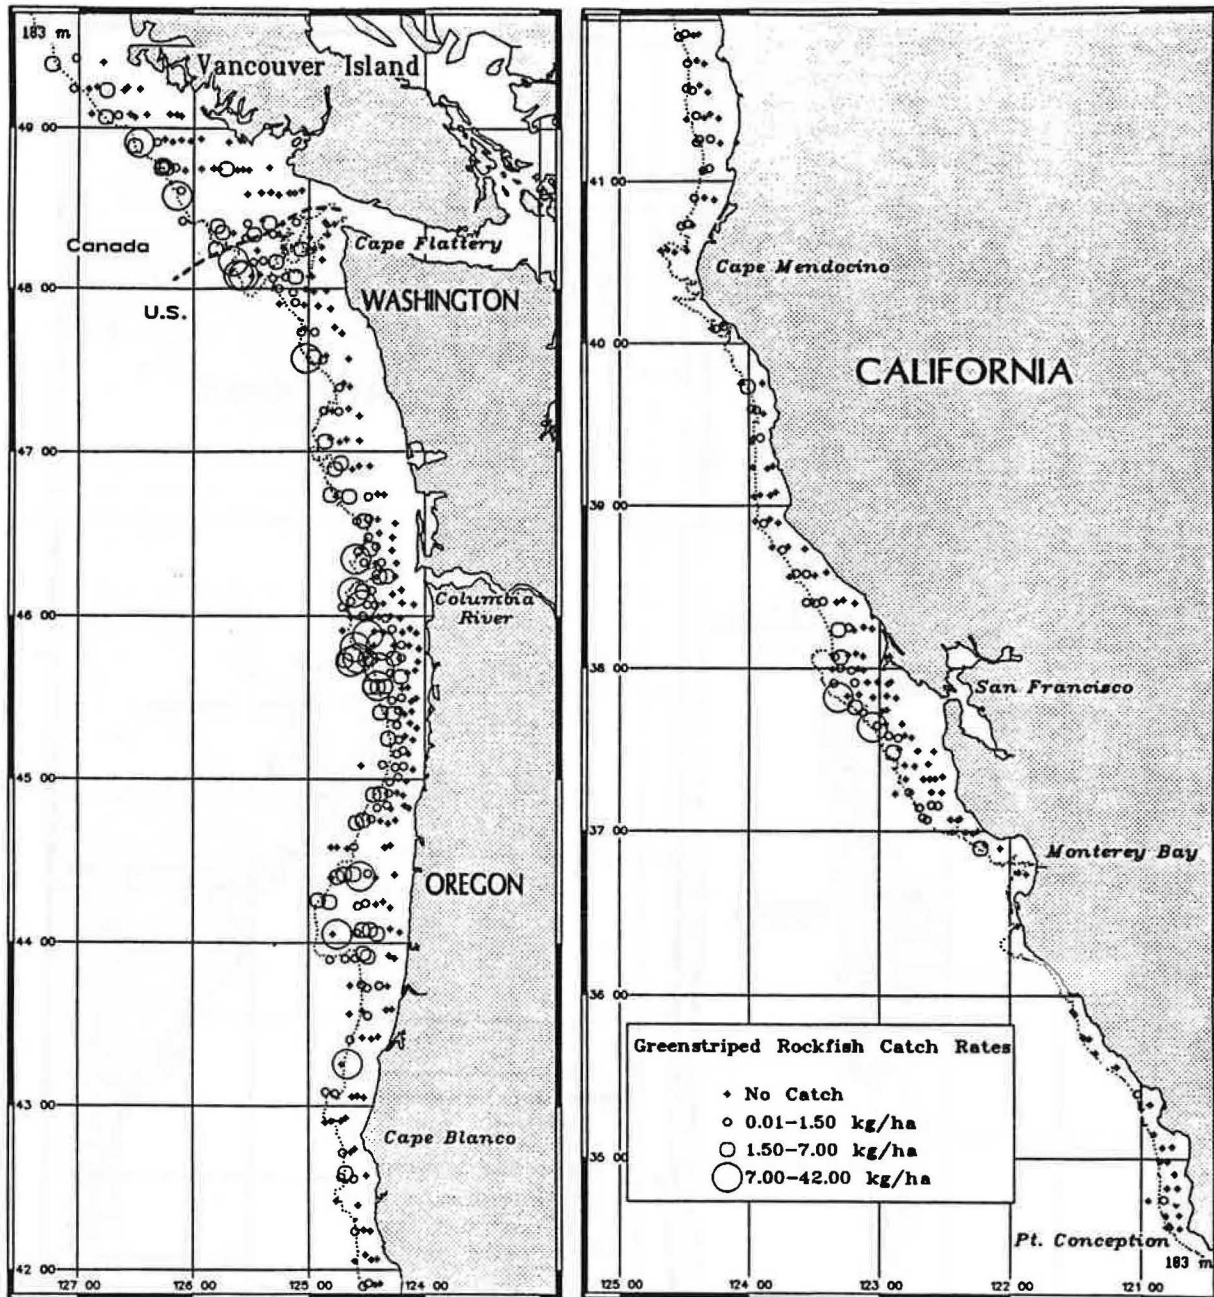 183 m
Vancouver Island
49 00
Canada
Cape Flattery
48 00
WASHINGTON
U.S.
47 00
46 00
Columbia
River
45 00
OREGON
44 00
43 00
Cape Blanco
42 00
127 00
126 00
125 00
124 00
41 00
Cape Mendocino
40 00
CALIFORNIA
39 00
38 00
San Francisco
37 00
Monterey Bay
36 00
Greenstriped Rockfish Catch Rates
No Catch
0.01-1.50 kg/ha
1.50-7.00 kg/ha
7.00-42.00 kg/ha
35 00
Pt. Conception
183 m
125 00
124 00
123 00
122 00
121 00